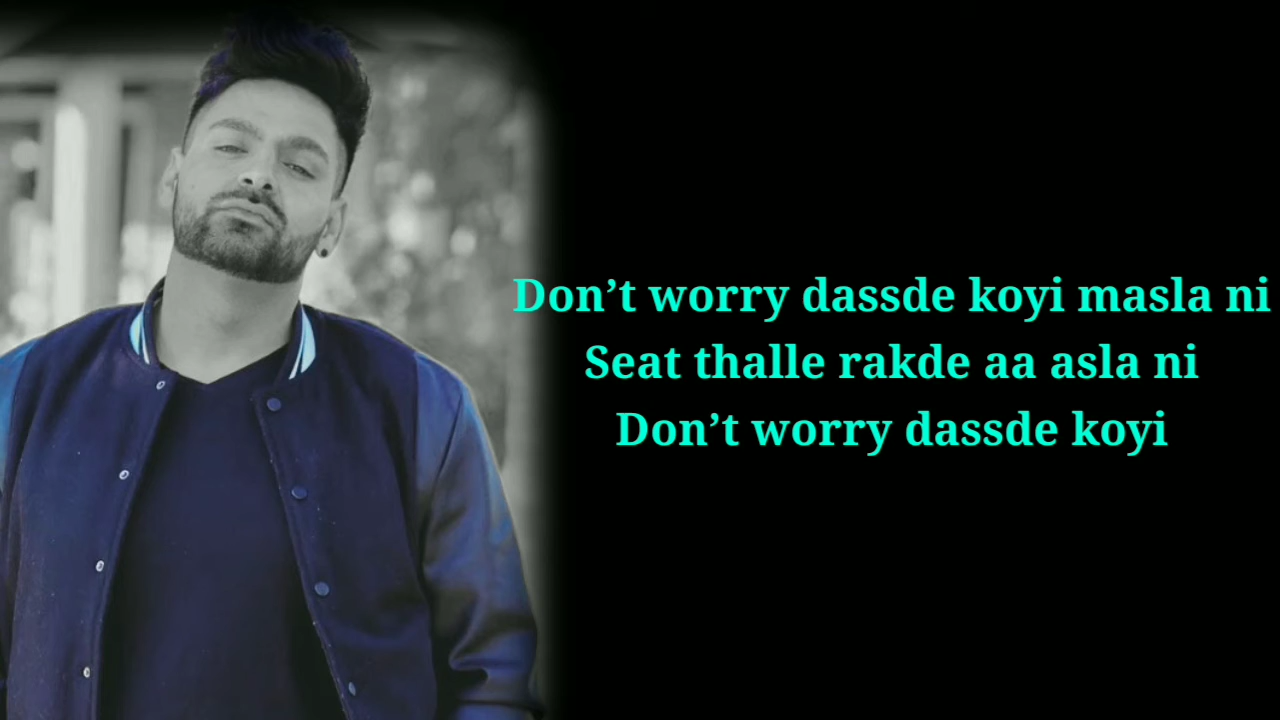 Don’t worry dassde koyi masla ni
Seat thalle rakde aa asla ni
Don’t worry dassde koyi